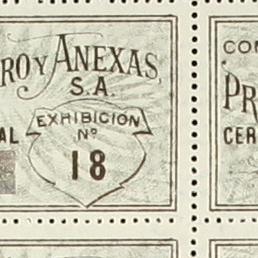 RO Y ANEXAS,
S.A.
AL
EXHIBICION
Nº
18
CO
PR
CER